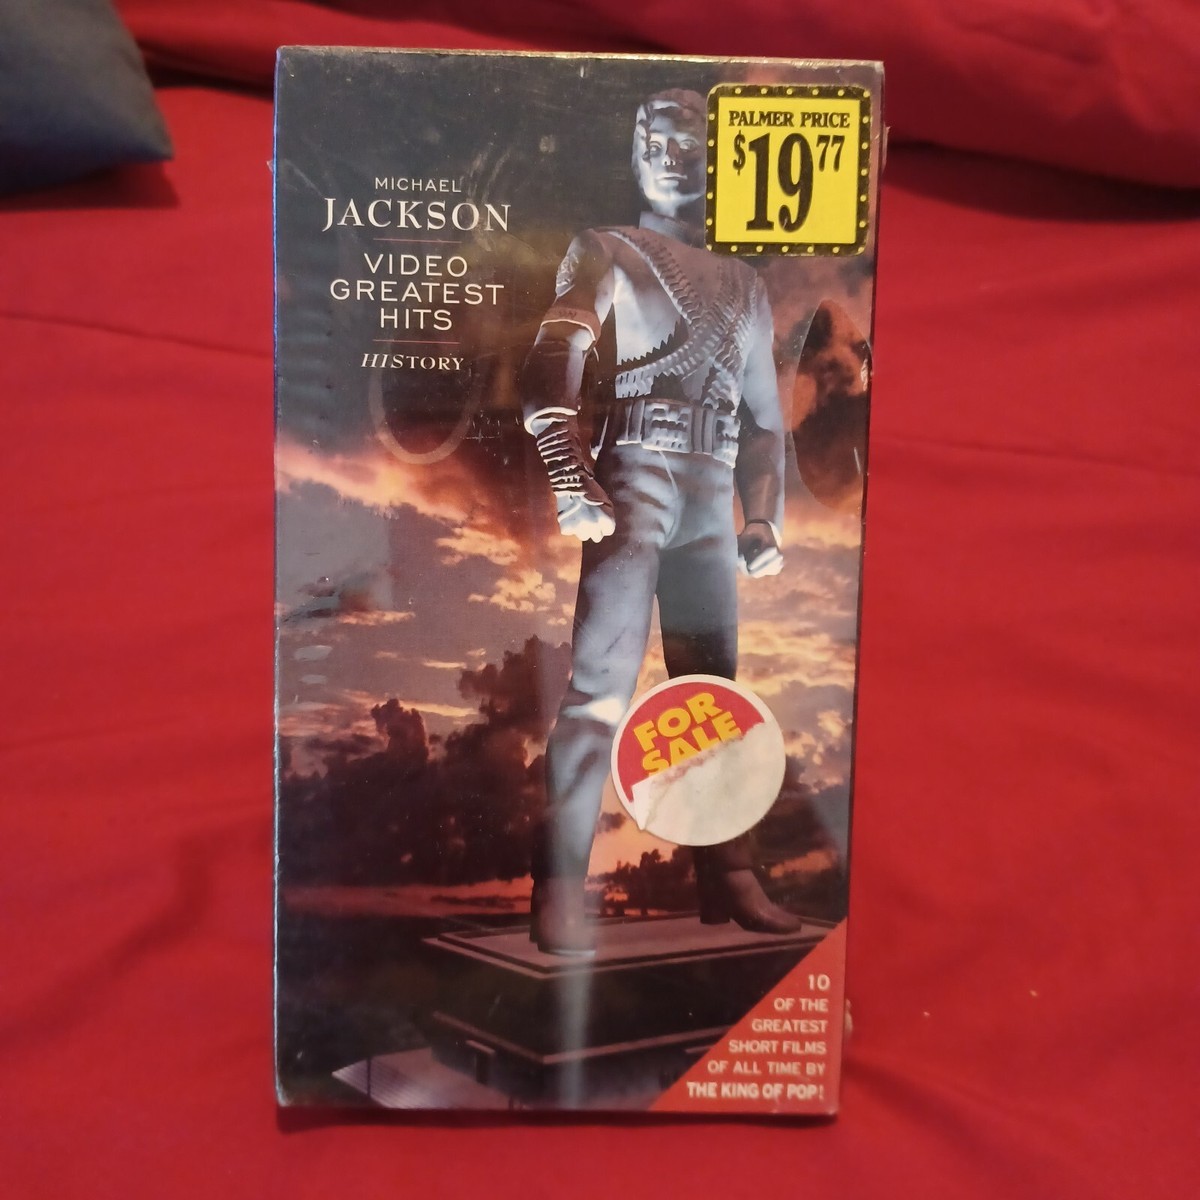 MICHAEL
JACKSON
VIDEO
GREATEST
HITS
HISTORY
PALMER PRICE
$19 77
FOR
SALE
10
OF THE
GREATEST
SHORT FILMS
OF ALL TIME BY
THE KING OF POP!